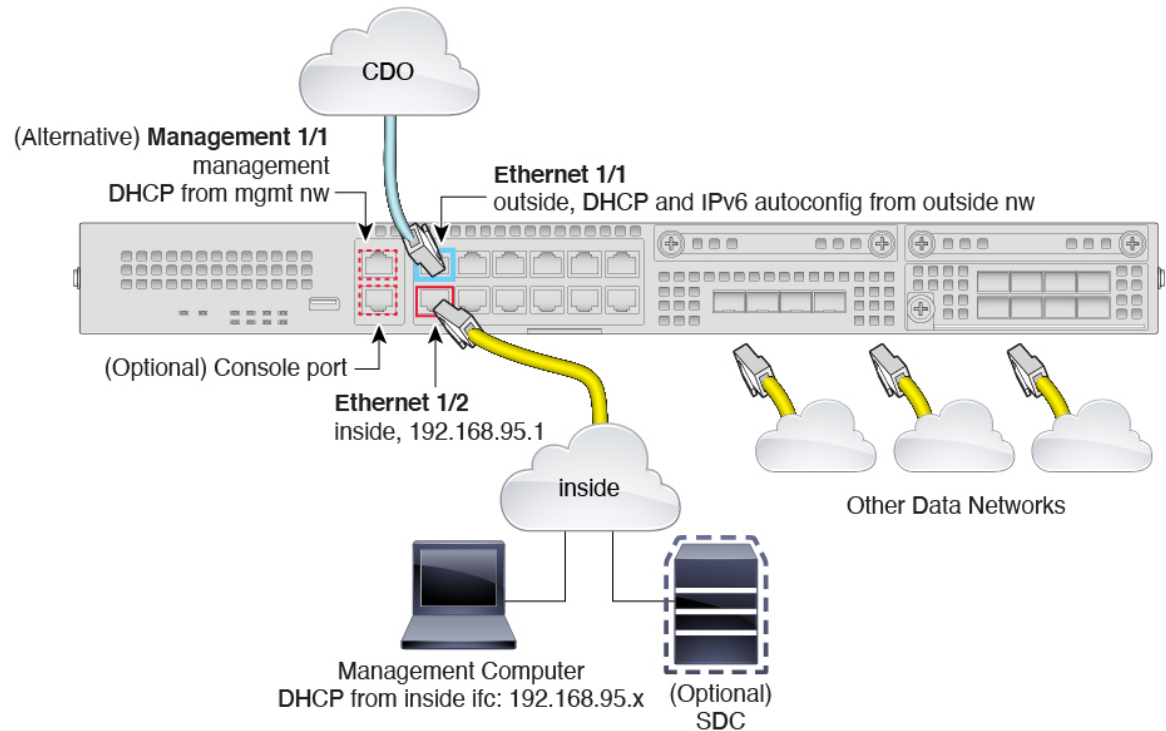 CDO
(Alternative) Management 1/1
management
DHCP from mgmt nw
Ethernet 1/1
outside, DHCP and IPv6 autoconfig from outside nw
(Optional) Console port
Ethernet 1/2
inside, 192.168.95.1
inside
Other Data Networks
Management Computer
DHCP from inside ifc: 192.168.95.x
(Optional)
SDC